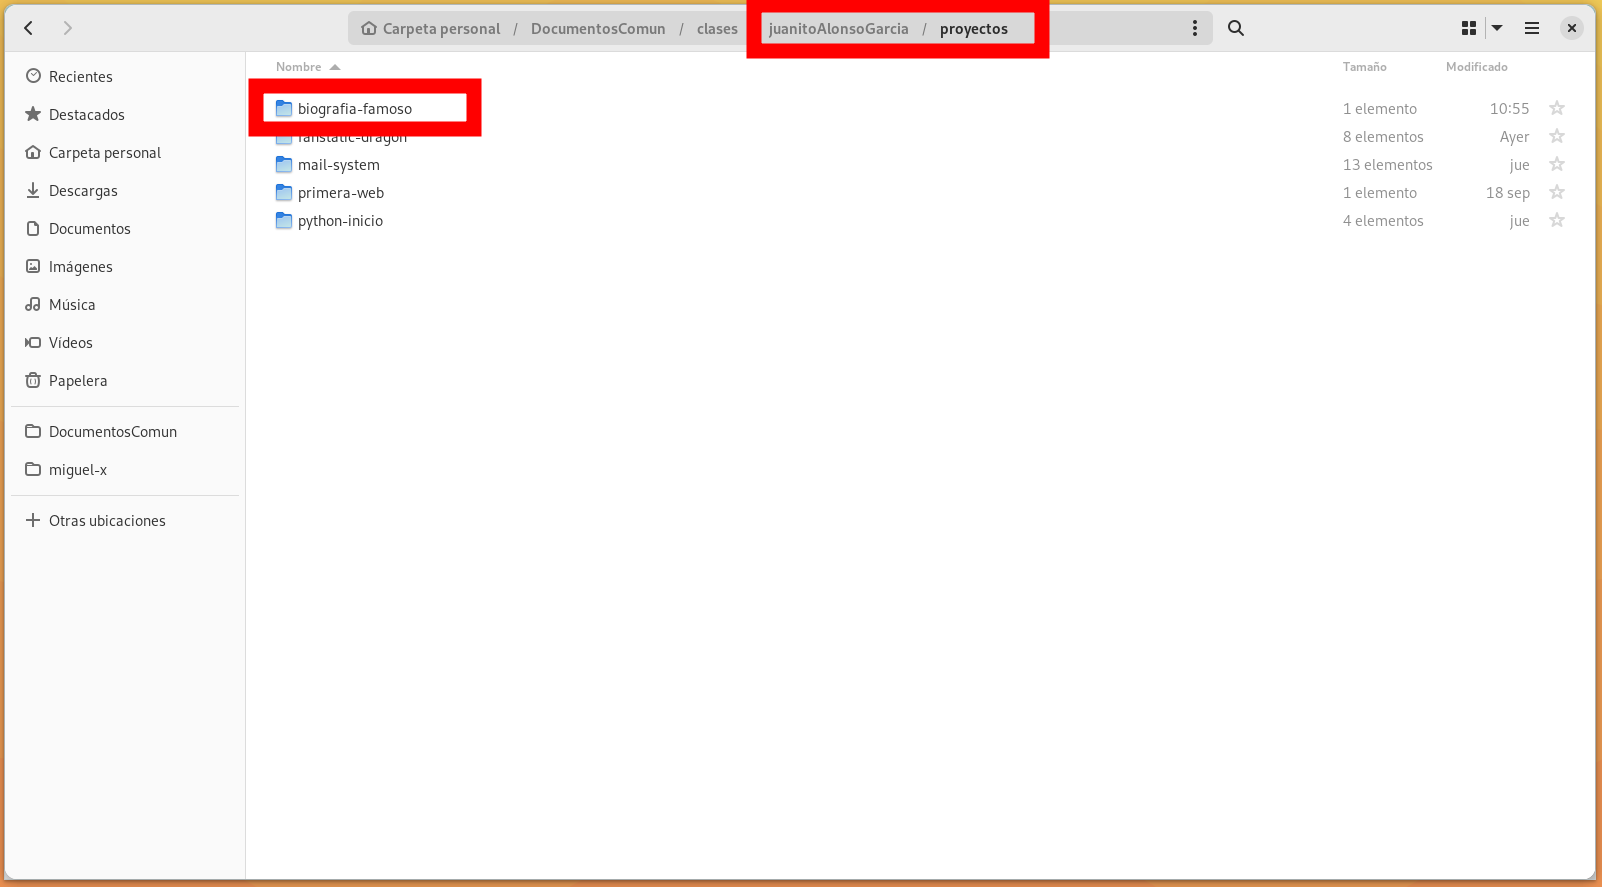 Carpeta personal / DocumentosComun / clases juanitoAlonsoGarcia / proyectos
Recientes
Destacados
Carpeta personal
Descargas
Documentos
Imágenes
Música
Vídeos
Papelera
DocumentosComun
miguel-x
Otras ubicaciones
Nombre Tamaño Modificado
biografia-famoso 1 elemento 10:55
fanstatic-dragon 8 elementos Ayer
mail-system 13 elementos jue
primera-web 1 elemento 18 sep
python-inicio 4 elementos jue